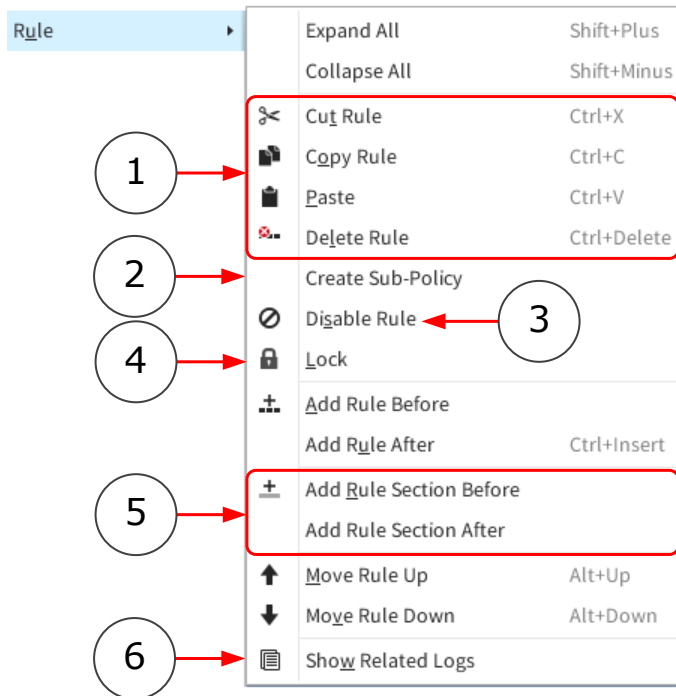 Rule
Expand All Shift+Plus
Collapse All Shift+Minus
Cut Rule Ctrl+X
Copy Rule Ctrl+C
1
Paste Ctrl+V
Delete Rule Ctrl+Delete
2 Create Sub-Policy
Disable Rule 3
4 Lock
Add Rule Before
Add Rule After Ctrl+Insert
Add Rule Section Before
5
Add Rule Section After
Move Rule Up Alt+Up
Move Rule Down Alt+Down
6 Show Related Logs